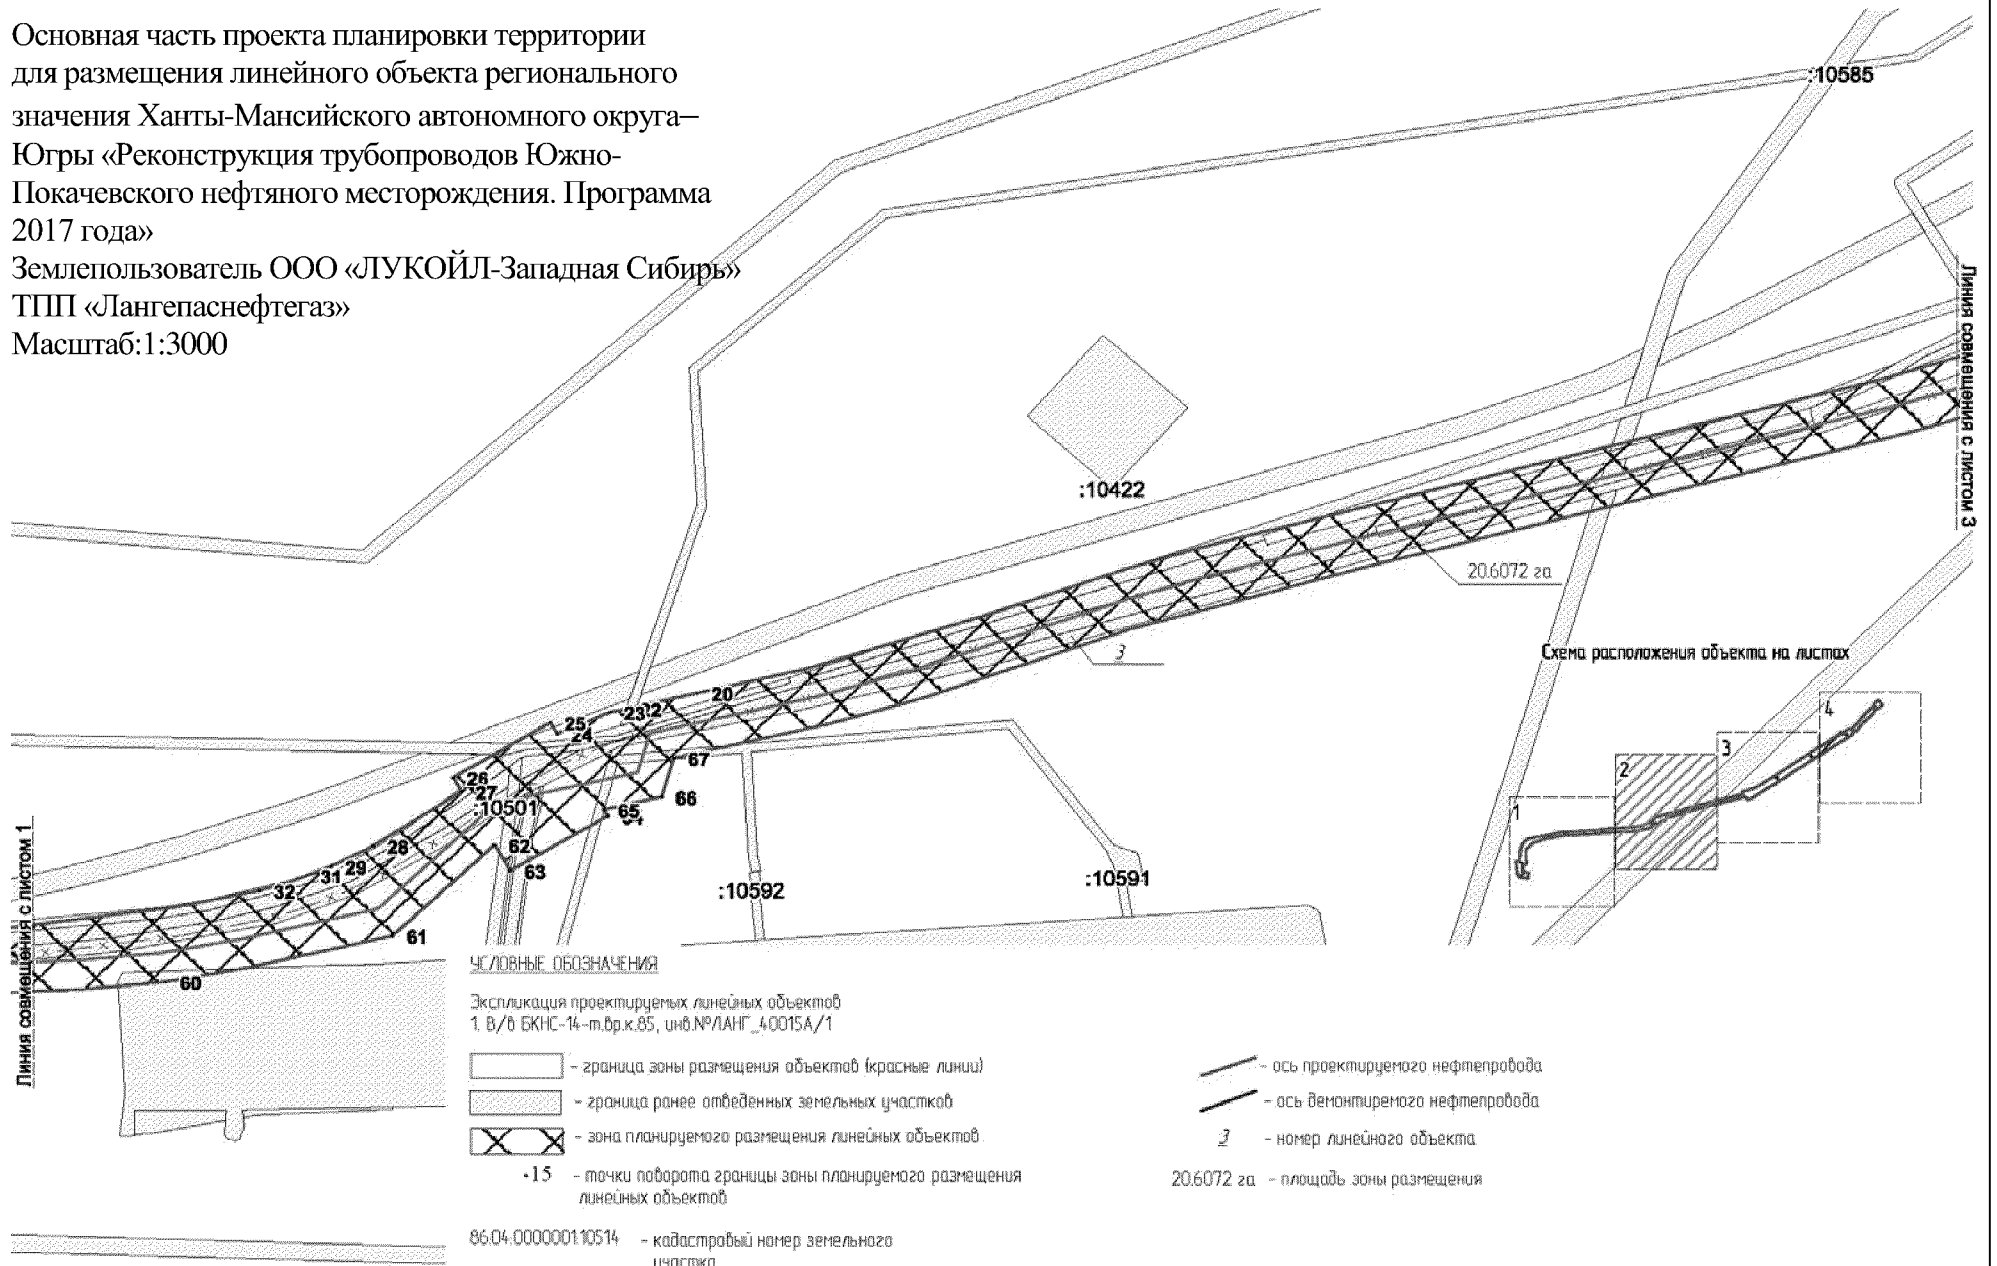 Основная часть проекта планировки территории
для размещения линейного объекта регионального
значения Ханты-Мансийского автономного округа–
Югры «Реконструкция трубопроводов Южно-
Покачевского нефтяного месторождения. Программа
2017 года»
Землепользователь ООО «ЛУКОЙЛ-Западная Сибирь»
ТПП «Лангепаснефтегаз»
Масштаб:1:3000
:10585
Линия совмещения с листом 3
:10422
20.6072 га
3
Схема расположения объекта на листах
1
2
3
4
20
22
23
24
25
26
27
:10501
28
29
31
32
60
61
62
63
65
66
67
:10592
:10591
Линия совмещения с листом 1
УСЛОВНЫЕ ОБОЗНАЧЕНИЯ
Экспликация проектируемых линейных объектов
1. В/в БКНС-14-т.вр.к.85, инв.№ЛАНГ_40015А/1
- граница зоны размещения объектов (красные линии)
- граница ранее отведенных земельных участков
- зона планируемого размещения линейных объектов
•15 - точки поворота границы зоны планируемого размещения
линейных объектов
86:04:0000001:10514 - кадастровый номер земельного
участка
- ось проектируемого нефтепровода
- ось демонтиремого нефтепровода
3 - номер линейного объекта
20.6072 га - площадь зоны размещения